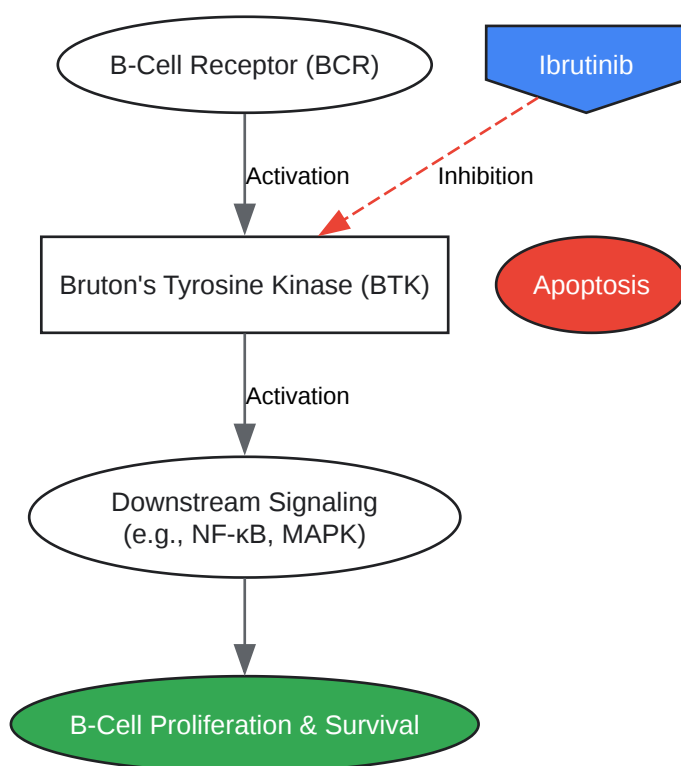 B-Cell Receptor (BCR)
Ibrutinib
Activation
Inhibition
Bruton's Tyrosine Kinase (BTK)
Apoptosis
Activation
Downstream Signaling
(e.g., NF-κB, MAPK)
B-Cell Proliferation & Survival